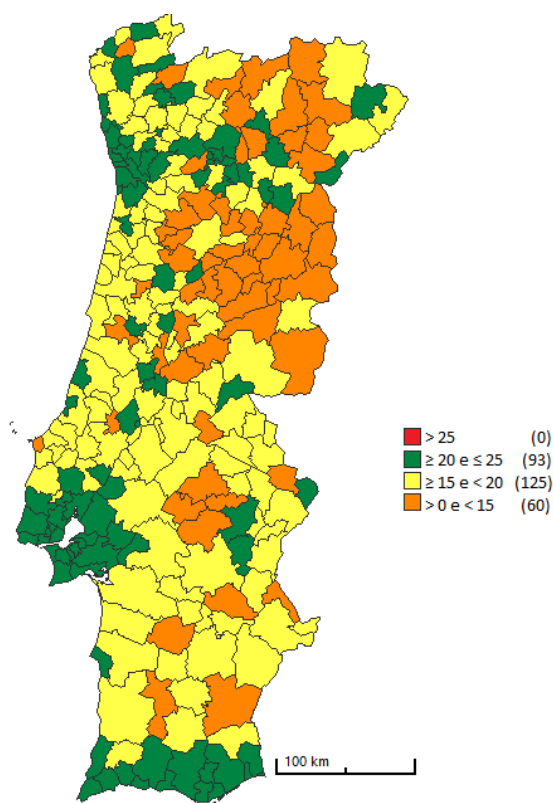 > 25 (0)
≥ 20 e ≤ 25 (93)
≥ 15 e < 20 (125)
> 0 e < 15 (60)
100 km